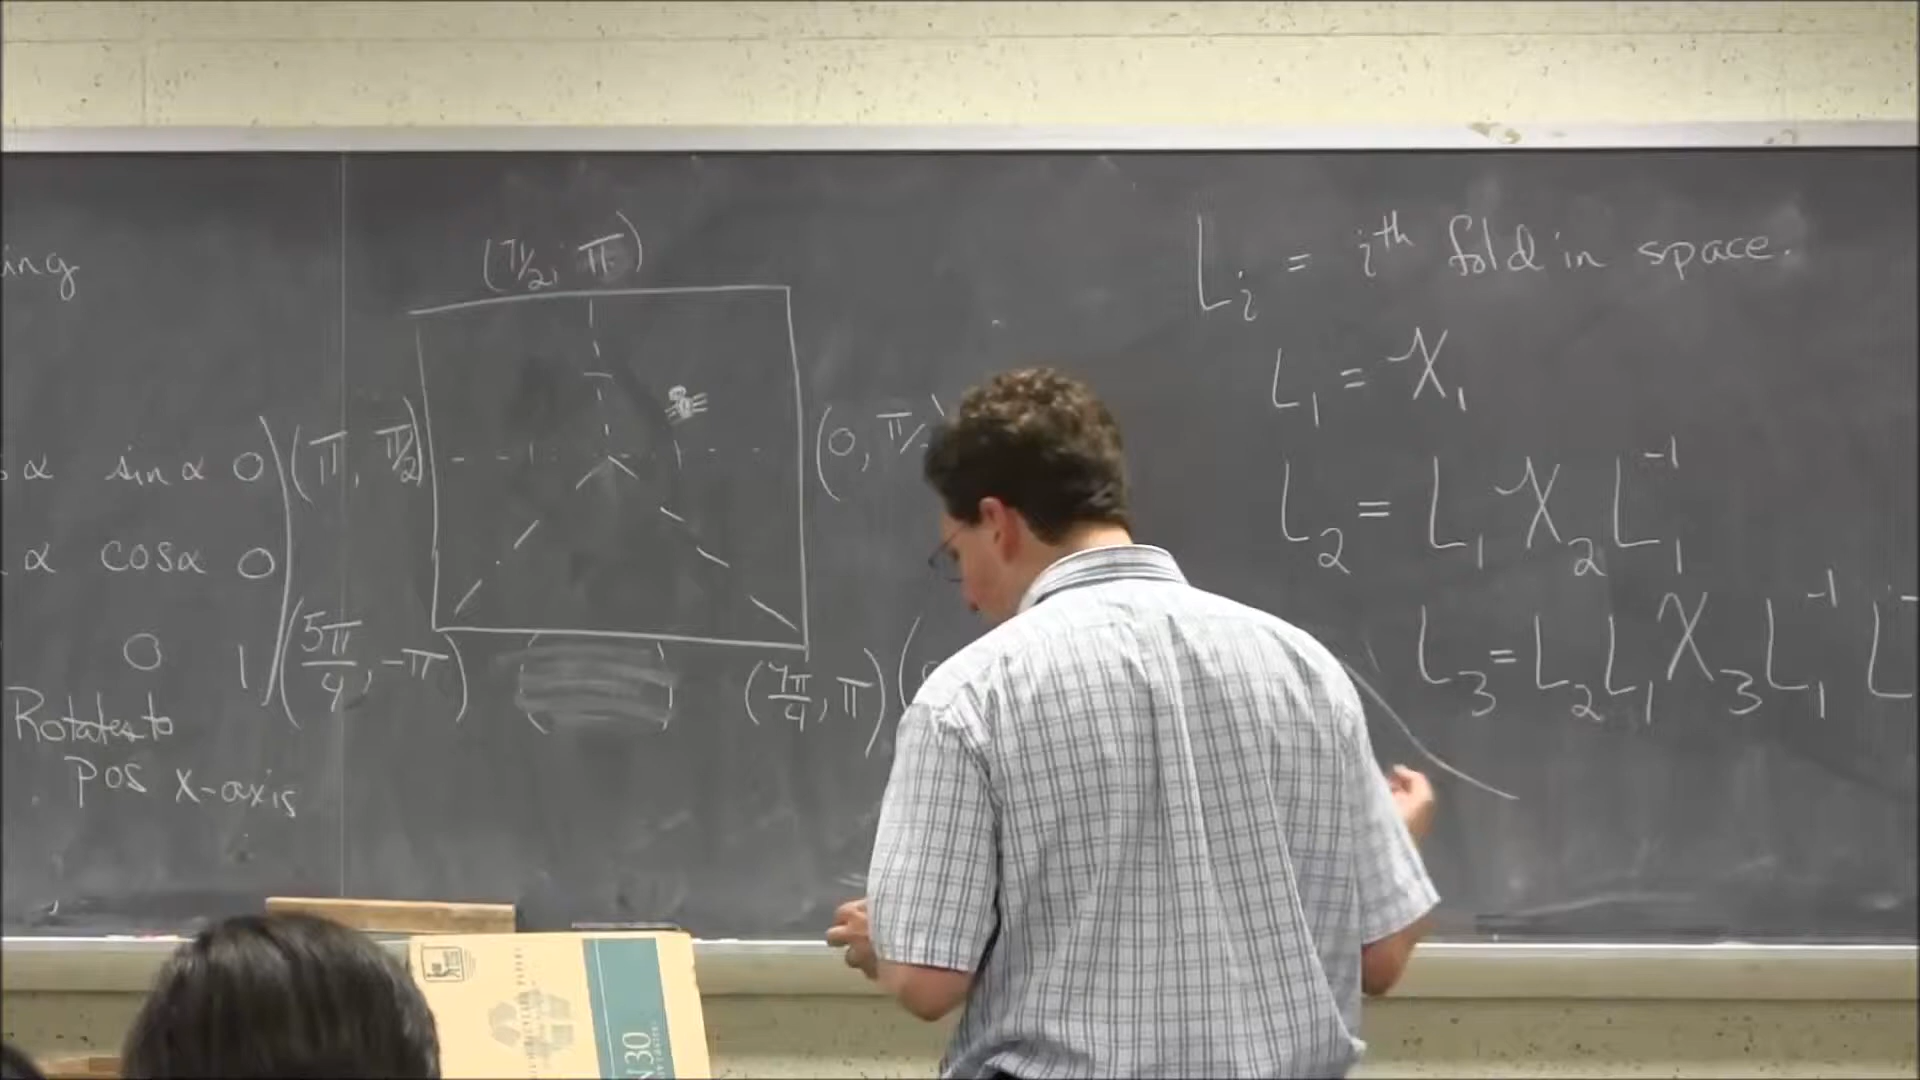 ing
α sin α 0
α cos α 0
0 1
Rotates to
pos x-axis
(π/2, π)
(π, π/2)
(0, π/
(5π/4, -π)
(7π/4, π)
L_i = i^th fold in space.
L_1 = X_1
L_2 = L_1 X_2 L_1^-1
L_3 = L_2 L_1 X_3 L_1^-1 L
30